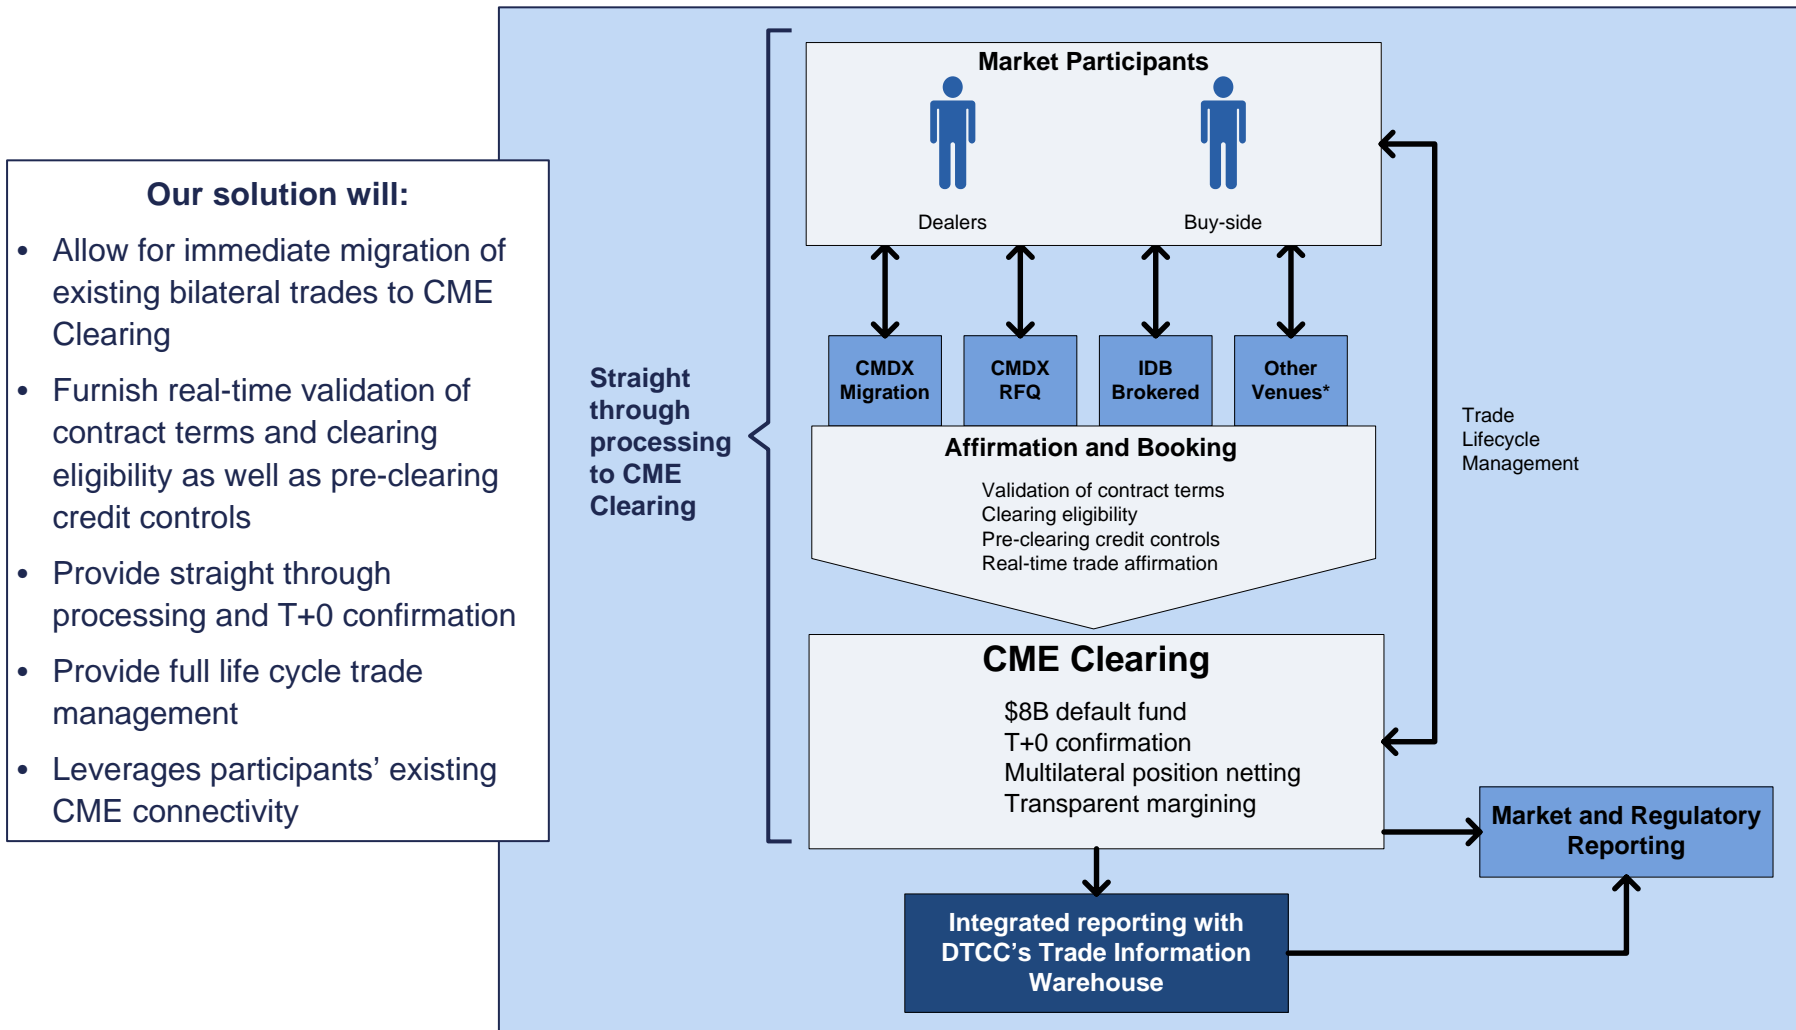 Our solution will:
• Allow for immediate migration of
existing bilateral trades to CME
Clearing
• Furnish real-time validation of
contract terms and clearing
eligibility as well as pre-clearing
credit controls
• Provide straight through
processing and T+0 confirmation
• Provide full life cycle trade
management
• Leverages participants’ existing
CME connectivity
Straight
through
processing
to CME
Clearing
Market Participants
Dealers
Buy-side
CMDX
Migration
CMDX
RFQ
IDB
Brokered
Other
Venues*
Affirmation and Booking
Validation of contract terms
Clearing eligibility
Pre-clearing credit controls
Real-time trade affirmation
Trade
Lifecycle
Management
CME Clearing
$8B default fund
T+0 confirmation
Multilateral position netting
Transparent margining
Market and Regulatory
Reporting
Integrated reporting with
DTCC’s Trade Information
Warehouse